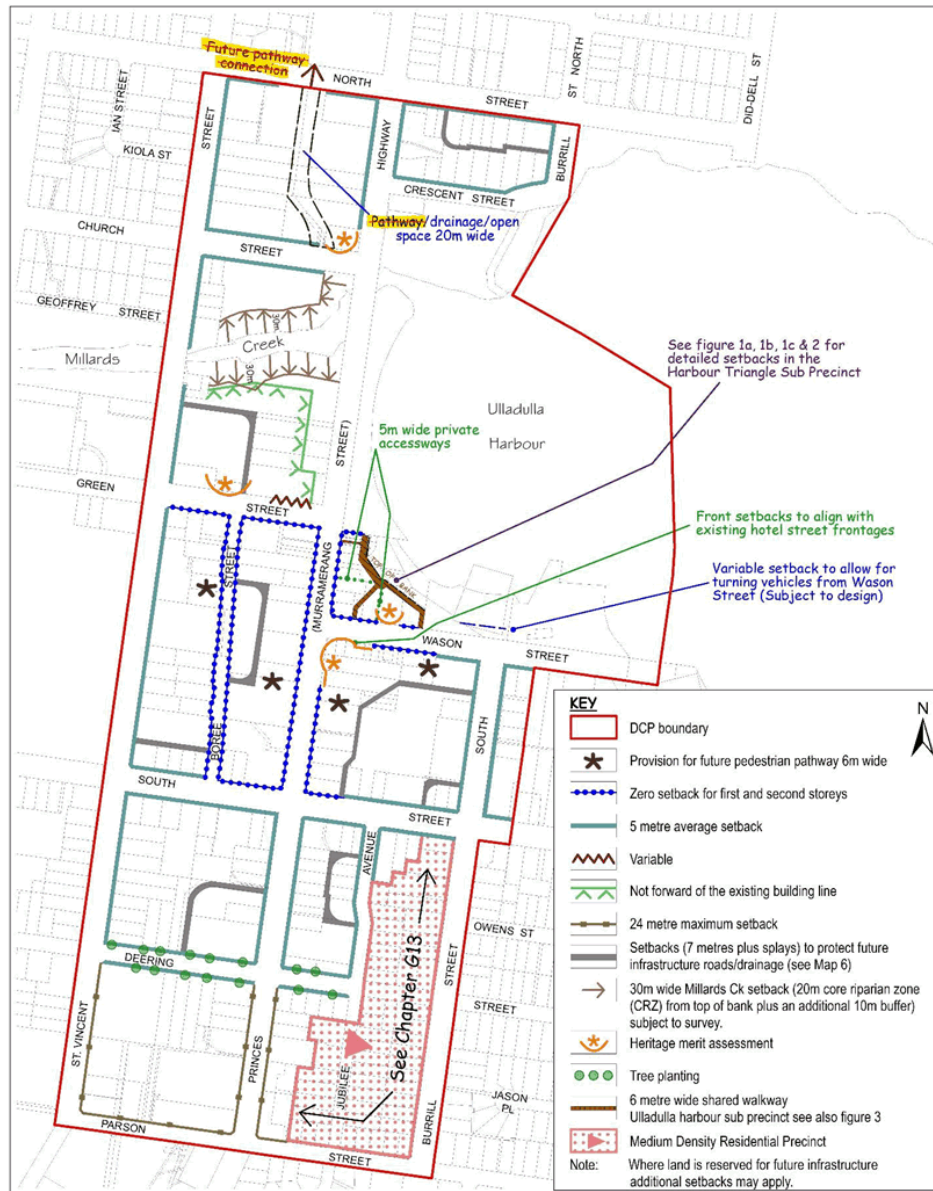 Future pathway
connection
NORTH
STREET
ST NORTH
DID-DELL ST
IAN STREET
STREET
KIOLA ST
HIGHWAY
BURRILL
CRESCENT STREET
CHURCH
Pathway/drainage/open
space 20m wide
STREET
GEOFFREY STREET
30m
Millards
Creek
30m
See figure 1a, 1b, 1c & 2 for
detailed setbacks in the
Harbour Triangle Sub Precinct
Ulladulla
Harbour
5m wide private
accessways
STREET)
GREEN
STREET
Front setbacks to align with
existing hotel street frontages
TOP OF BANK
Variable setback to allow for
turning vehicles from Wason
Street (Subject to design)
STREET
(MURRAMERANG
WASON
STREET
BOREE
SOUTH
SOUTH
STREET
AVENUE
OWENS ST
DEERING
STREET
STREET
See Chapter G13
ST. VINCENT
PRINCES
JUBILEE
BURRILL
JASON
PL
PARSON
STREET
KEY
N
DCP boundary
Provision for future pedestrian pathway 6m wide
Zero setback for first and second storeys
5 metre average setback
Variable
Not forward of the existing building line
24 metre maximum setback
Setbacks (7 metres plus splays) to protect future
infrastructure roads/drainage (see Map 6)
30m wide Millards Ck setback (20m core riparian zone
(CRZ) from top of bank plus an additional 10m buffer)
subject to survey.
Heritage merit assessment
Tree planting
6 metre wide shared walkway
Ulladulla harbour sub precinct see also figure 3
Medium Density Residential Precinct
Note: Where land is reserved for future infrastructure
additional setbacks may apply.